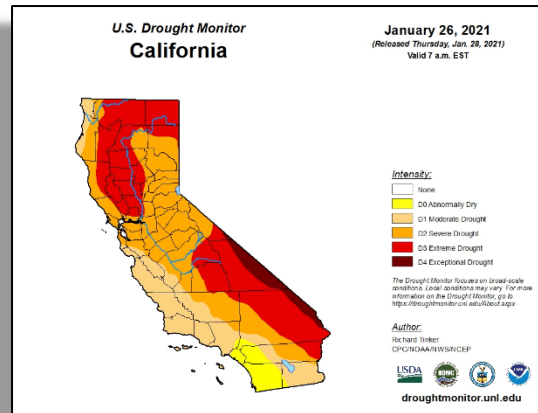 U.S. Drought Monitor
California
January 26, 2021
(Released Thursday, Jan. 28, 2021)
Valid 7 a.m. EST
Intensity:
None
D0 Abnormally Dry
D1 Moderate Drought
D2 Severe Drought
D3 Extreme Drought
D4 Exceptional Drought
The Drought Monitor focuses on broad-scale
conditions. Local conditions may vary. For more
information on the Drought Monitor, go to
https://droughtmonitor.unl.edu/About.aspx
Author:
Richard Tinker
CPC/NOAA/NWS/NCEP
USDA
NDMC
droughtmonitor.unl.edu